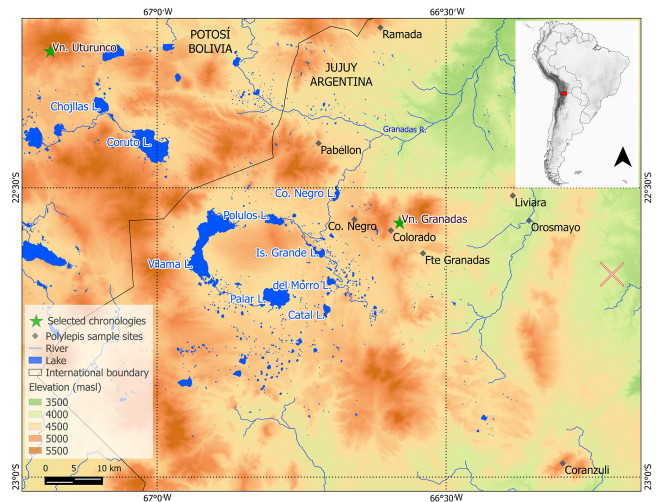 67°0'W
66°30'W
Ramada
Vn. Uturunco
POTOSÍ
BOLIVIA
JUJUY
ARGENTINA
Chojllas L.
Granadas R.
Coruto L.
Pabellon
22°30'S
22°30'S
Co. Negro L.
Liviara
Polulos L.
Vn. Granadas
Co. Negro
Orosmayo
Colorado
Is. Grande L.
Fte Granadas
Vilama L.
del Morro L.
Palar L.
Catal L.
Selected chronologies
Polylepis sample sites
River
Lake
International boundary
Elevation (masl)
3500
4000
4500
5000
5500
0 5 10 km
Coranzuli
23°0'S
23°0'S
67°0'W
66°30'W